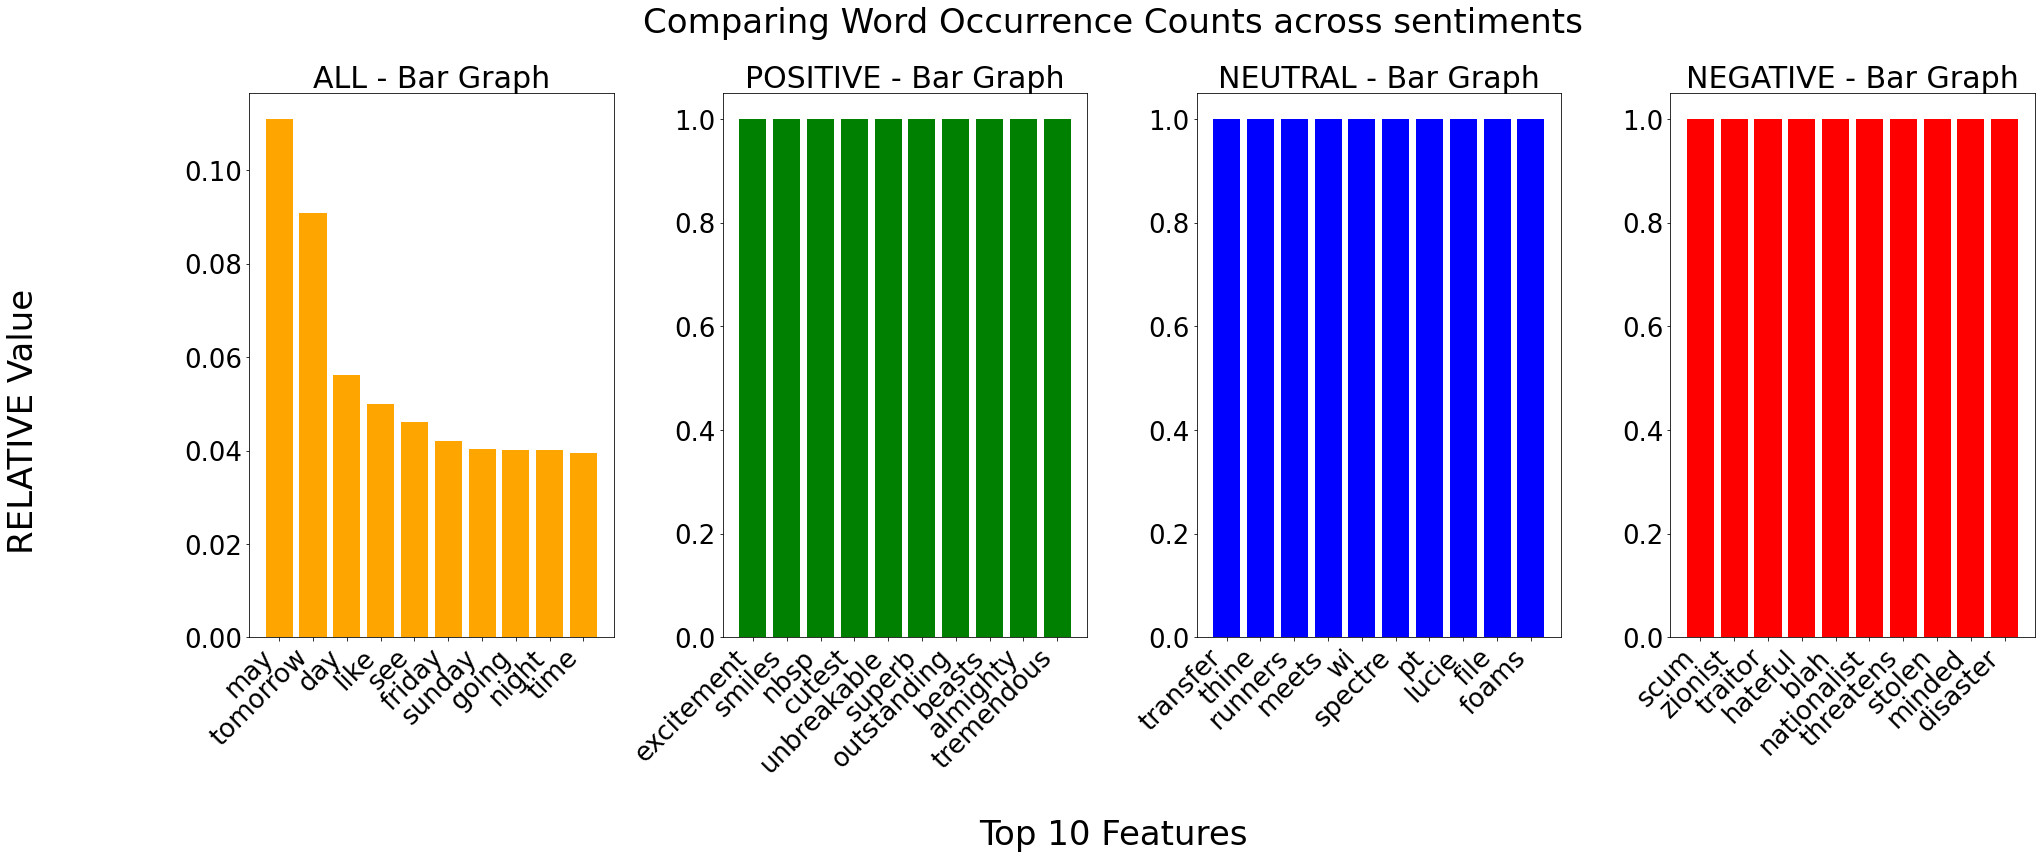 Comparing Word Occurrence Counts across sentiments
ALL - Bar Graph
POSITIVE - Bar Graph
NEUTRAL - Bar Graph
NEGATIVE - Bar Graph
RELATIVE Value
0.10
0.08
0.06
0.04
0.02
0.00
may
tomorrow
day
like
see
friday
sunday
going
night
time
1.0
0.8
0.6
0.4
0.2
0.0
excitement
smiles
nbsp
cutest
unbreakable
superb
outstanding
beasts
almighty
tremendous
1.0
0.8
0.6
0.4
0.2
0.0
transfer
thine
runners
meets
wi
spectre
pt
lucie
file
foams
1.0
0.8
0.6
0.4
0.2
0.0
scum
zionist
traitor
hateful
blah
nationalist
threatens
stolen
minded
disaster
Top 10 Features